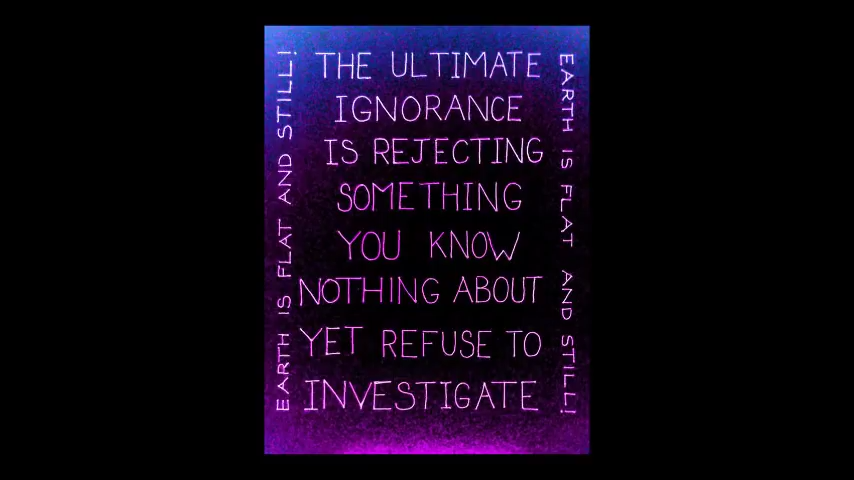 EARTH IS FLAT AND STILL!
THE ULTIMATE
IGNORANCE
IS REJECTING
SOMETHING
YOU KNOW
NOTHING ABOUT
YET REFUSE TO
INVESTIGATE
EARTH IS FLAT AND STILL!